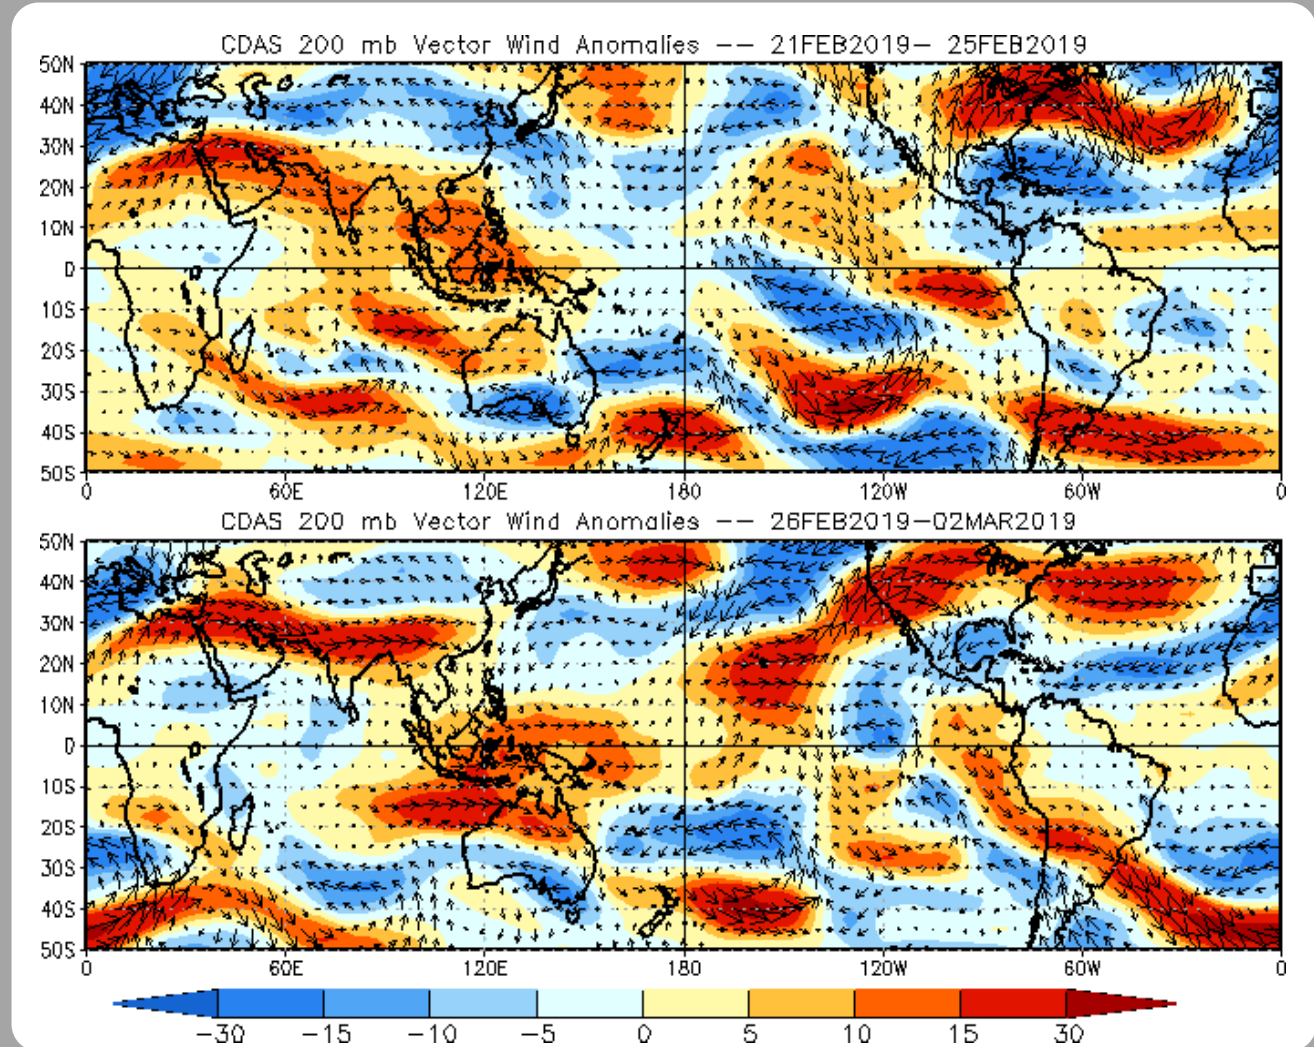 CDAS 200 mb Vector Wind Anomalies -- 21FEB2019- 25FEB2019
50N
40N
30N
20N
10N
0
10S
20S
30S
40S
50S
0 60E 120E 180 120W 60W 0
CDAS 200 mb Vector Wind Anomalies -- 26FEB2019-02MAR2019
50N
40N
30N
20N
10N
0
10S
20S
30S
40S
50S
0 60E 120E 180 120W 60W 0
-30 -15 -10 -5 0 5 10 15 30